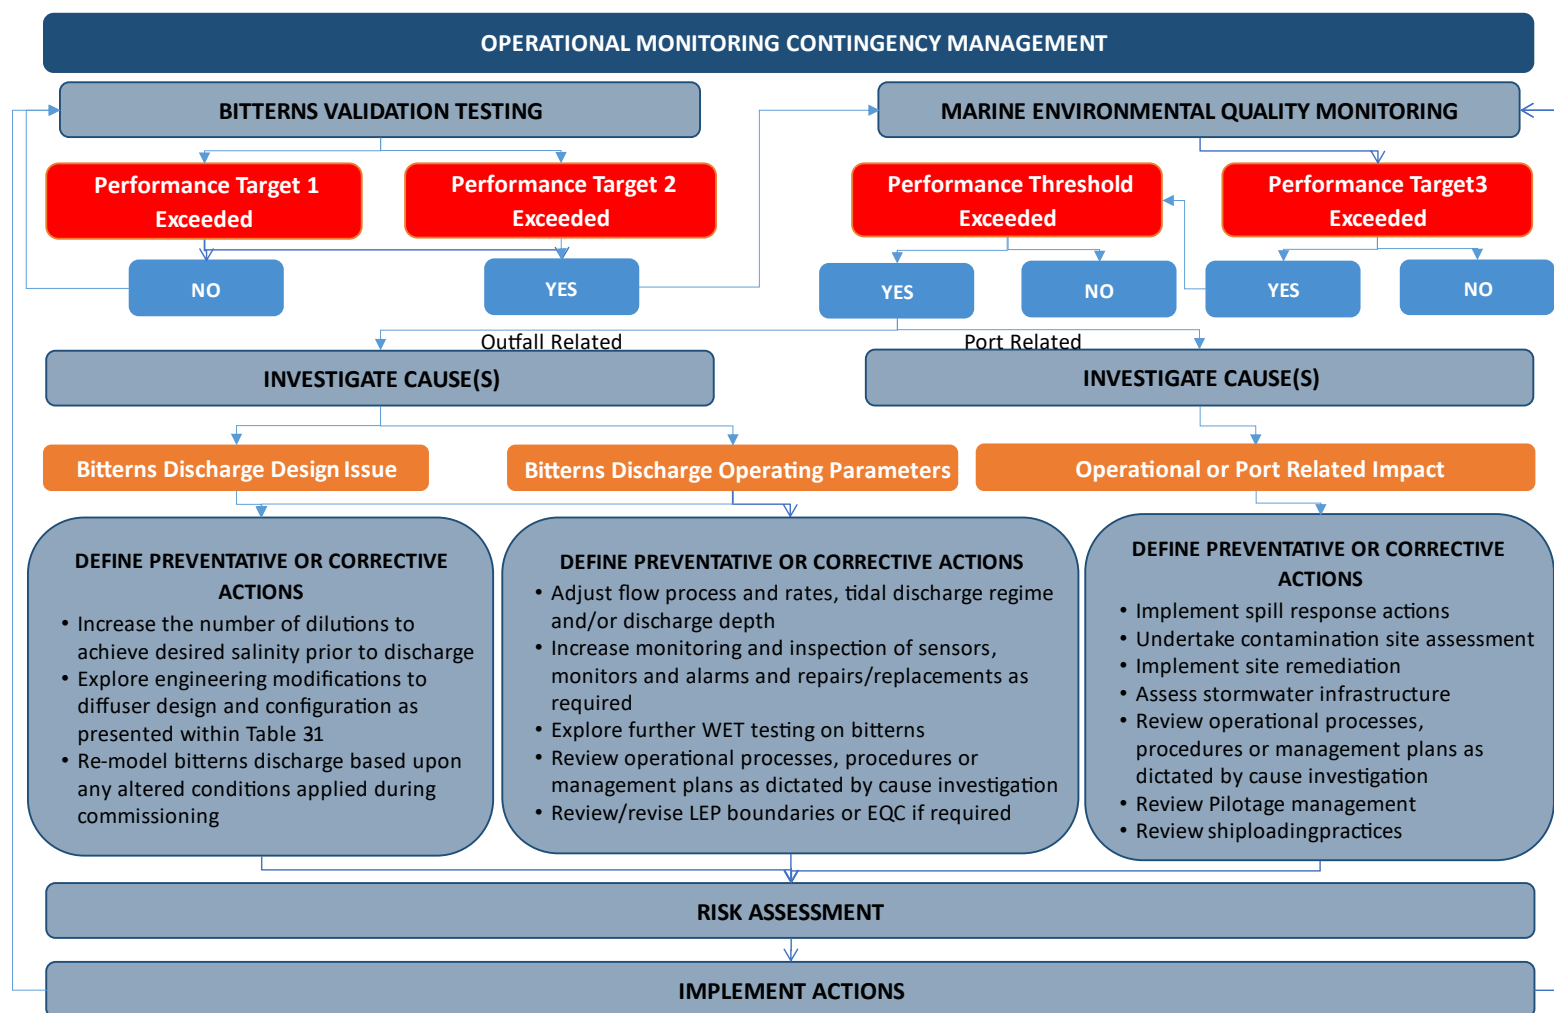 OPERATIONAL MONITORING CONTINGENCY MANAGEMENT
BITTERNS VALIDATION TESTING
MARINE ENVIRONMENTAL QUALITY MONITORING
Performance Target 1
Exceeded
Performance Target 2
Exceeded
Performance Threshold
Exceeded
Performance Target3
Exceeded
NO
YES
YES
NO
YES
NO
Outfall Related
Port Related
INVESTIGATE CAUSE(S)
INVESTIGATE CAUSE(S)
Bitterns Discharge Design Issue
Bitterns Discharge Operating Parameters
Operational or Port Related Impact
DEFINE PREVENTATIVE OR CORRECTIVE
ACTIONS
• Increase the number of dilutions to
achieve desired salinity prior to discharge
• Explore engineering modifications to
diffuser design and configuration as
presented within Table 31
• Re-model bitterns discharge based upon
any altered conditions applied during
commissioning
DEFINE PREVENTATIVE OR CORRECTIVE ACTIONS
• Adjust flow process and rates, tidal discharge regime
and/or discharge depth
• Increase monitoring and inspection of sensors,
monitors and alarms and repairs/replacements as
required
• Explore further WET testing on bitterns
• Review operational processes, procedures or
management plans as dictated by cause investigation
• Review/revise LEP boundaries or EQC if required
DEFINE PREVENTATIVE OR CORRECTIVE
ACTIONS
• Implement spill response actions
• Undertake contamination site assessment
• Implement site remediation
• Assess stormwater infrastructure
• Review operational processes,
procedures or management plans as
dictated by cause investigation
• Review Pilotage management
• Review shiploadingpractices
RISK ASSESSMENT
IMPLEMENT ACTIONS